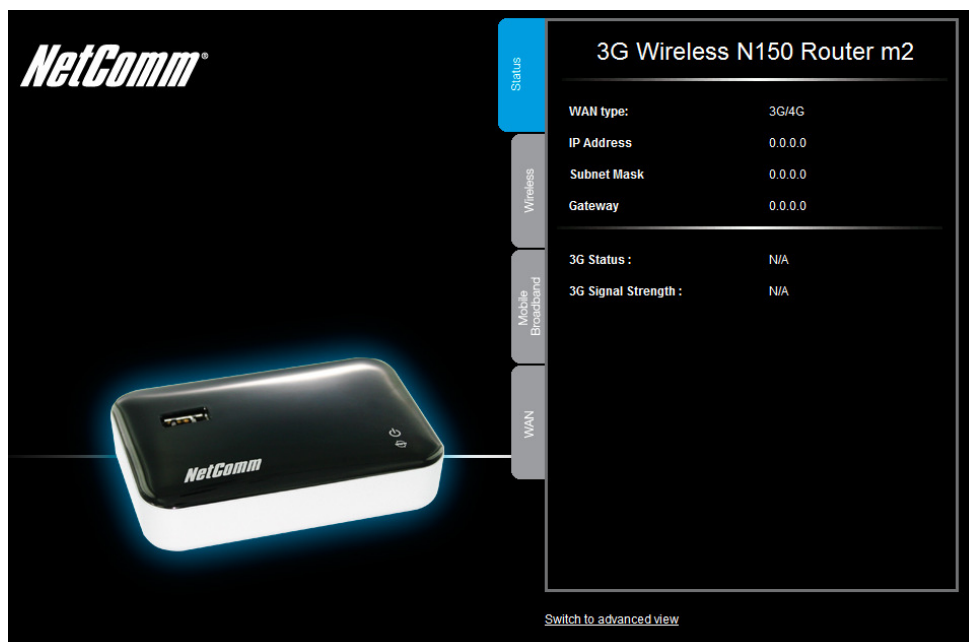 NetComm®
Status
Wireless
Mobile
Broadband
WAN
3G Wireless N150 Router m2
WAN type: 3G/4G
IP Address 0.0.0.0
Subnet Mask 0.0.0.0
Gateway 0.0.0.0
3G Status : N/A
3G Signal Strength : N/A
NetComm
Switch to advanced view